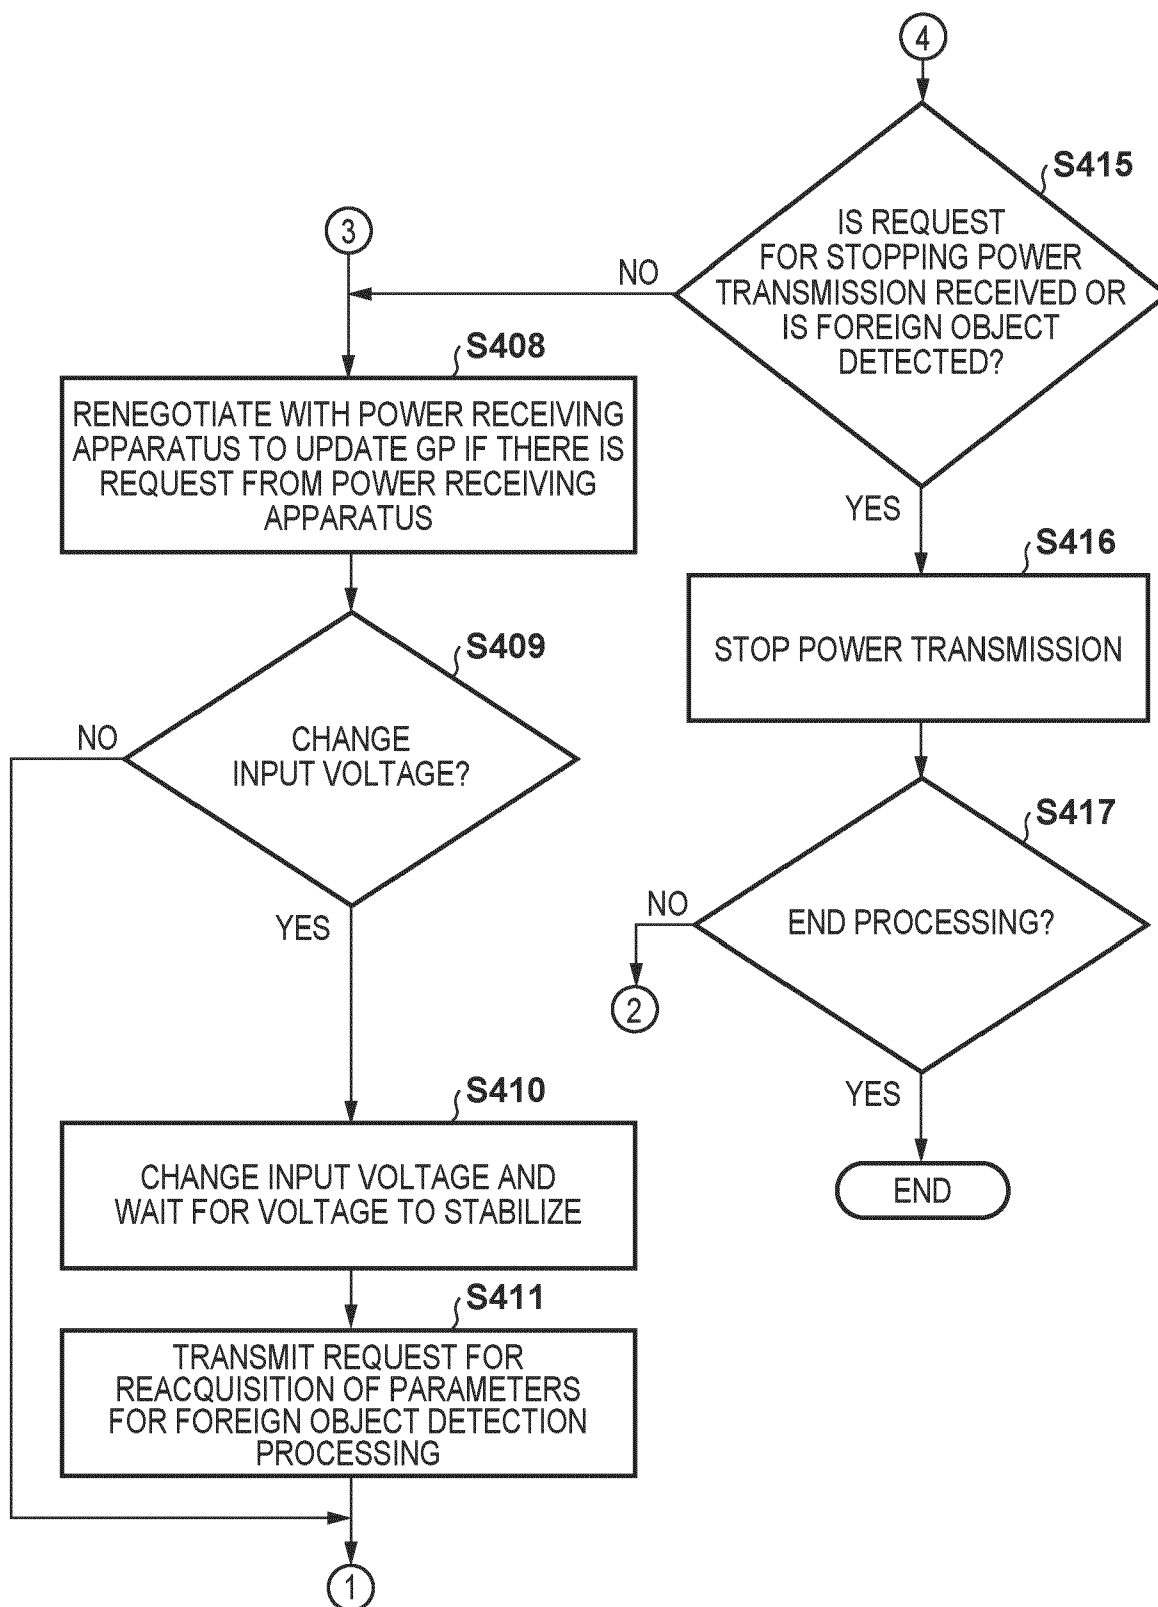 4
S415
IS REQUEST
FOR STOPPING POWER
TRANSMISSION RECEIVED OR
IS FOREIGN OBJECT
DETECTED?
NO
YES
3
S408
RENEGOTIATE WITH POWER RECEIVING
APPARATUS TO UPDATE GP IF THERE IS
REQUEST FROM POWER RECEIVING
APPARATUS
S416
STOP POWER TRANSMISSION
S409
CHANGE
INPUT VOLTAGE?
NO
YES
S417
END PROCESSING?
NO
2
YES
END
S410
CHANGE INPUT VOLTAGE AND
WAIT FOR VOLTAGE TO STABILIZE
S411
TRANSMIT REQUEST FOR
REACQUISITION OF PARAMETERS
FOR FOREIGN OBJECT DETECTION
PROCESSING
1